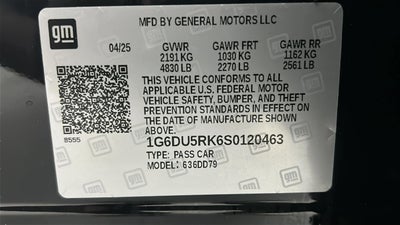 gm
MFD BY GENERAL MOTORS LLC
04/25 GVWR GAWR FRT GAWR RR
2191 KG 1030 KG 1162 KG
4830 LB 2270 LB 2561 LB
THIS VEHICLE CONFORMS TO ALL
APPLICABLE U.S. FEDERAL MOTOR
VEHICLE SAFETY, BUMPER, AND THEFT
PREVENTION STANDARDS IN EFFECT ON
THE DATE OF MANUFACTURE SHOWN
ABOVE.
8555
1G6DU5RK6S0120463
TYPE: PASS CAR
MODEL: 636DD79